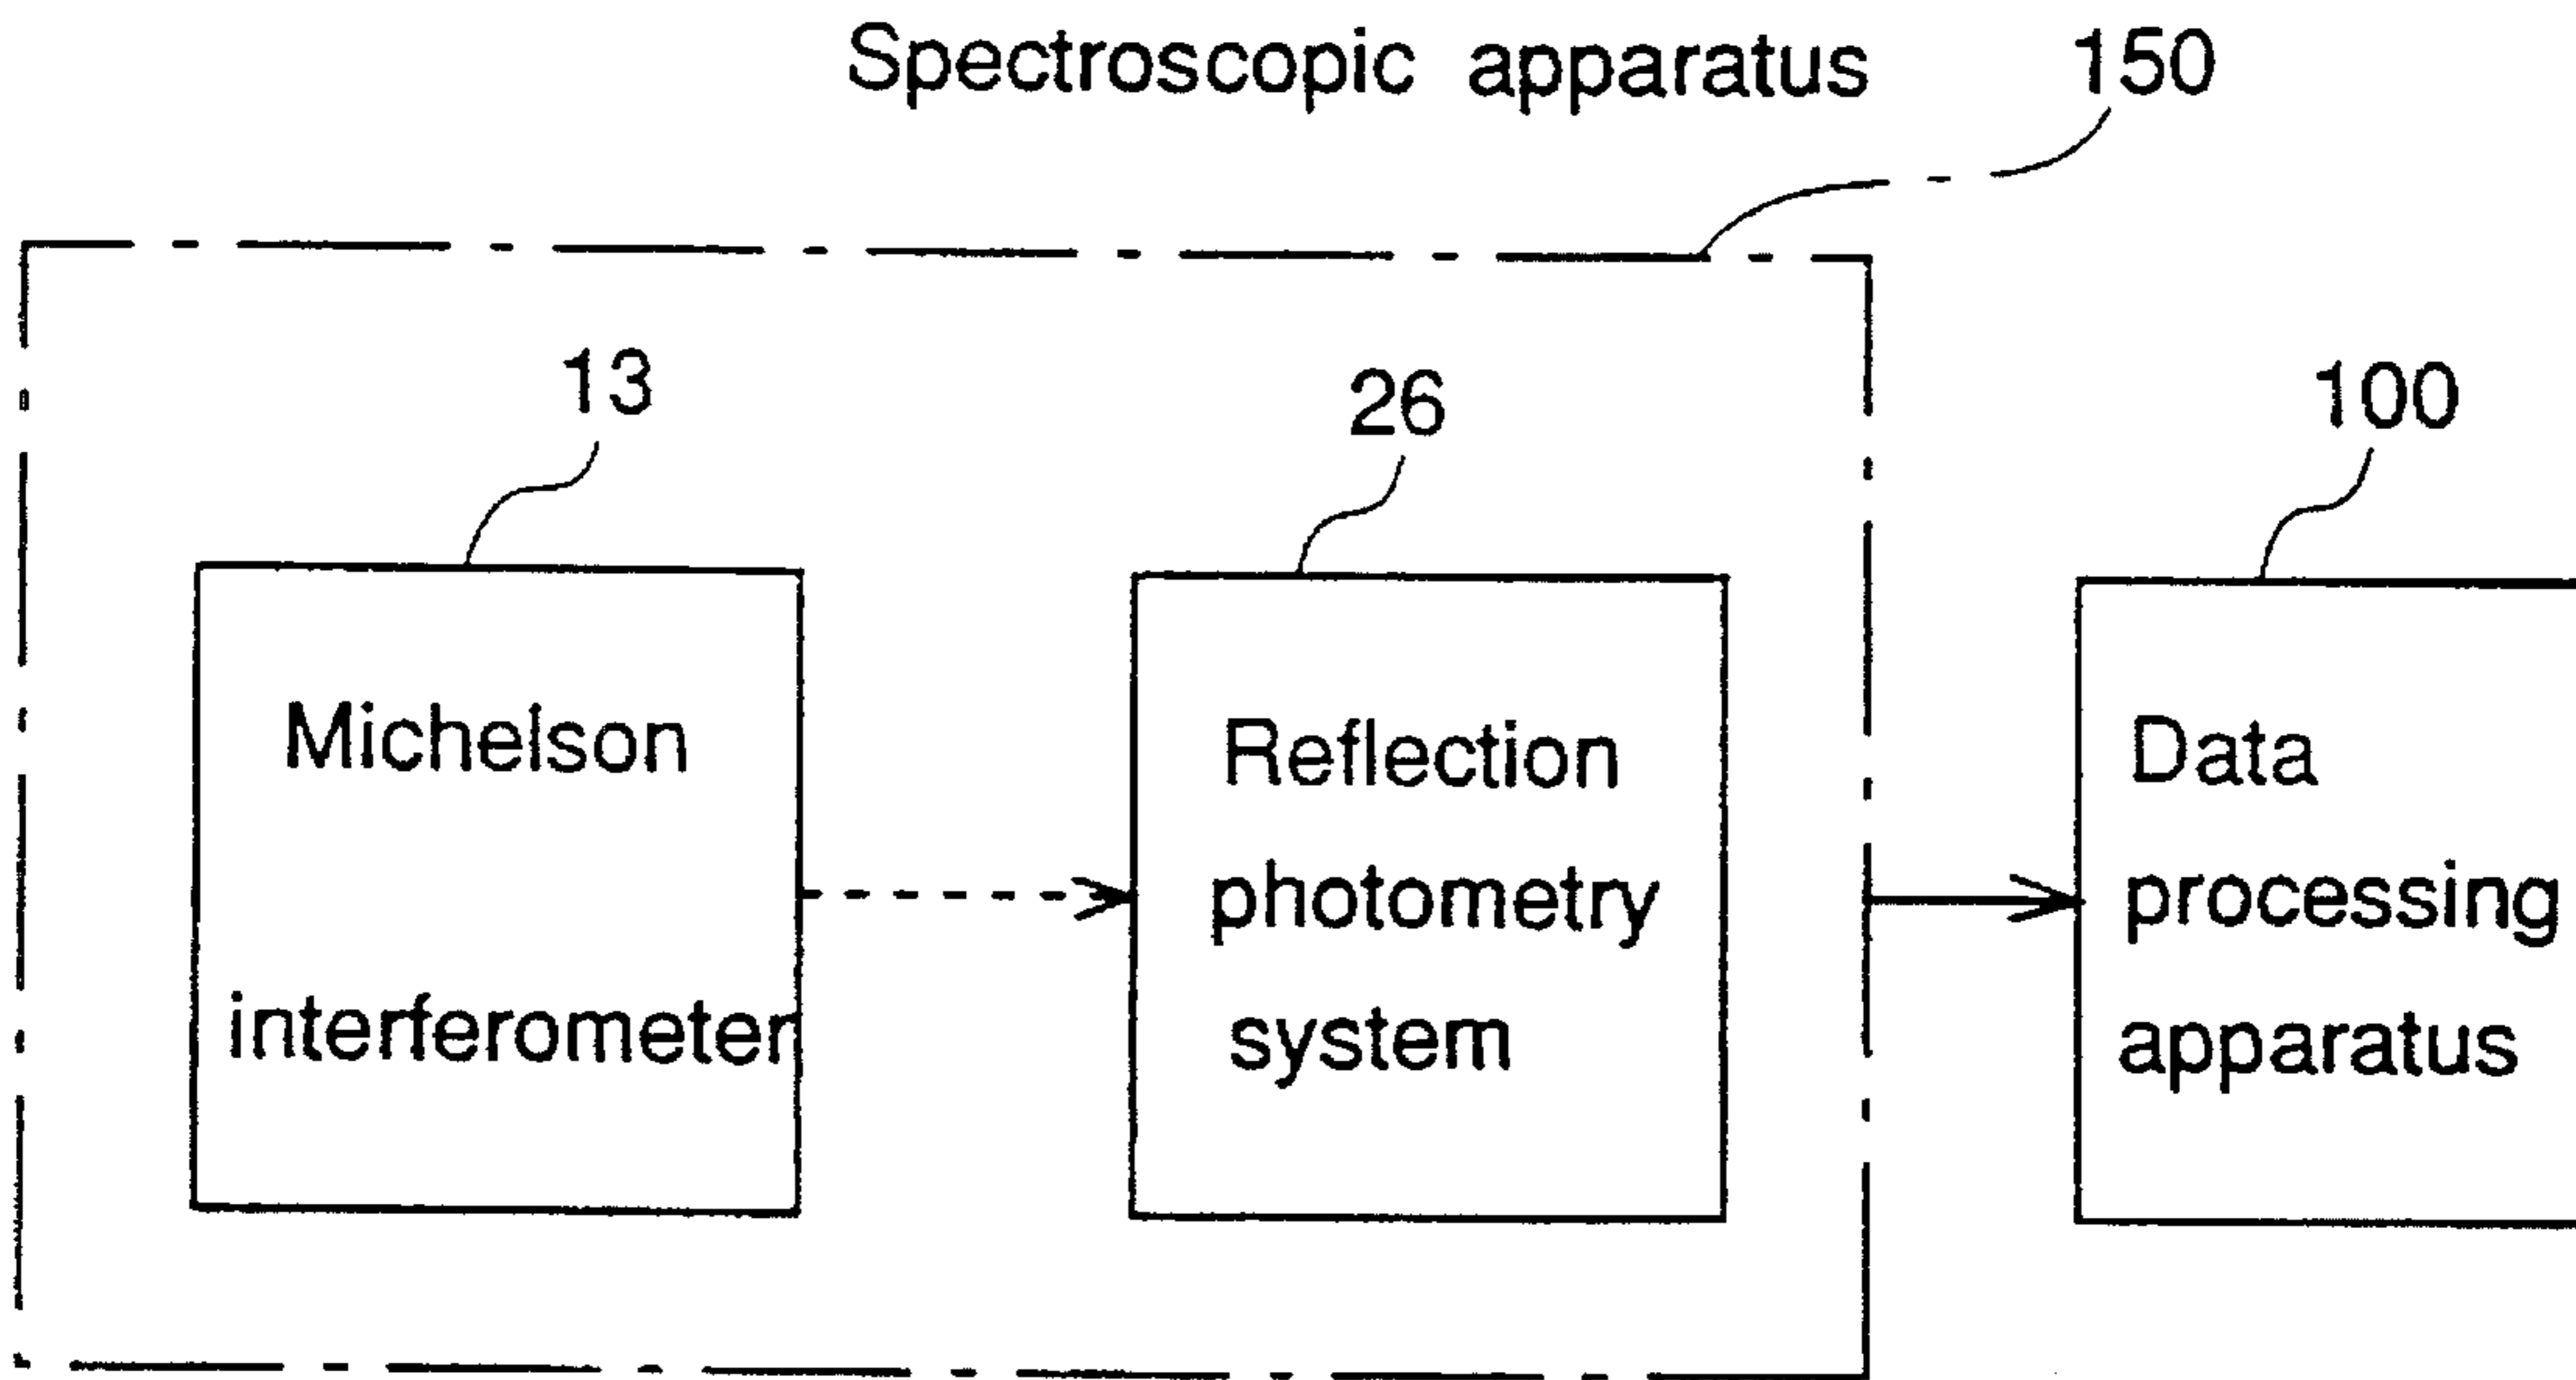 Spectroscopic apparatus 150
13
26
100
Michelson
interferometer
Reflection
photometry
system
Data
processing
apparatus